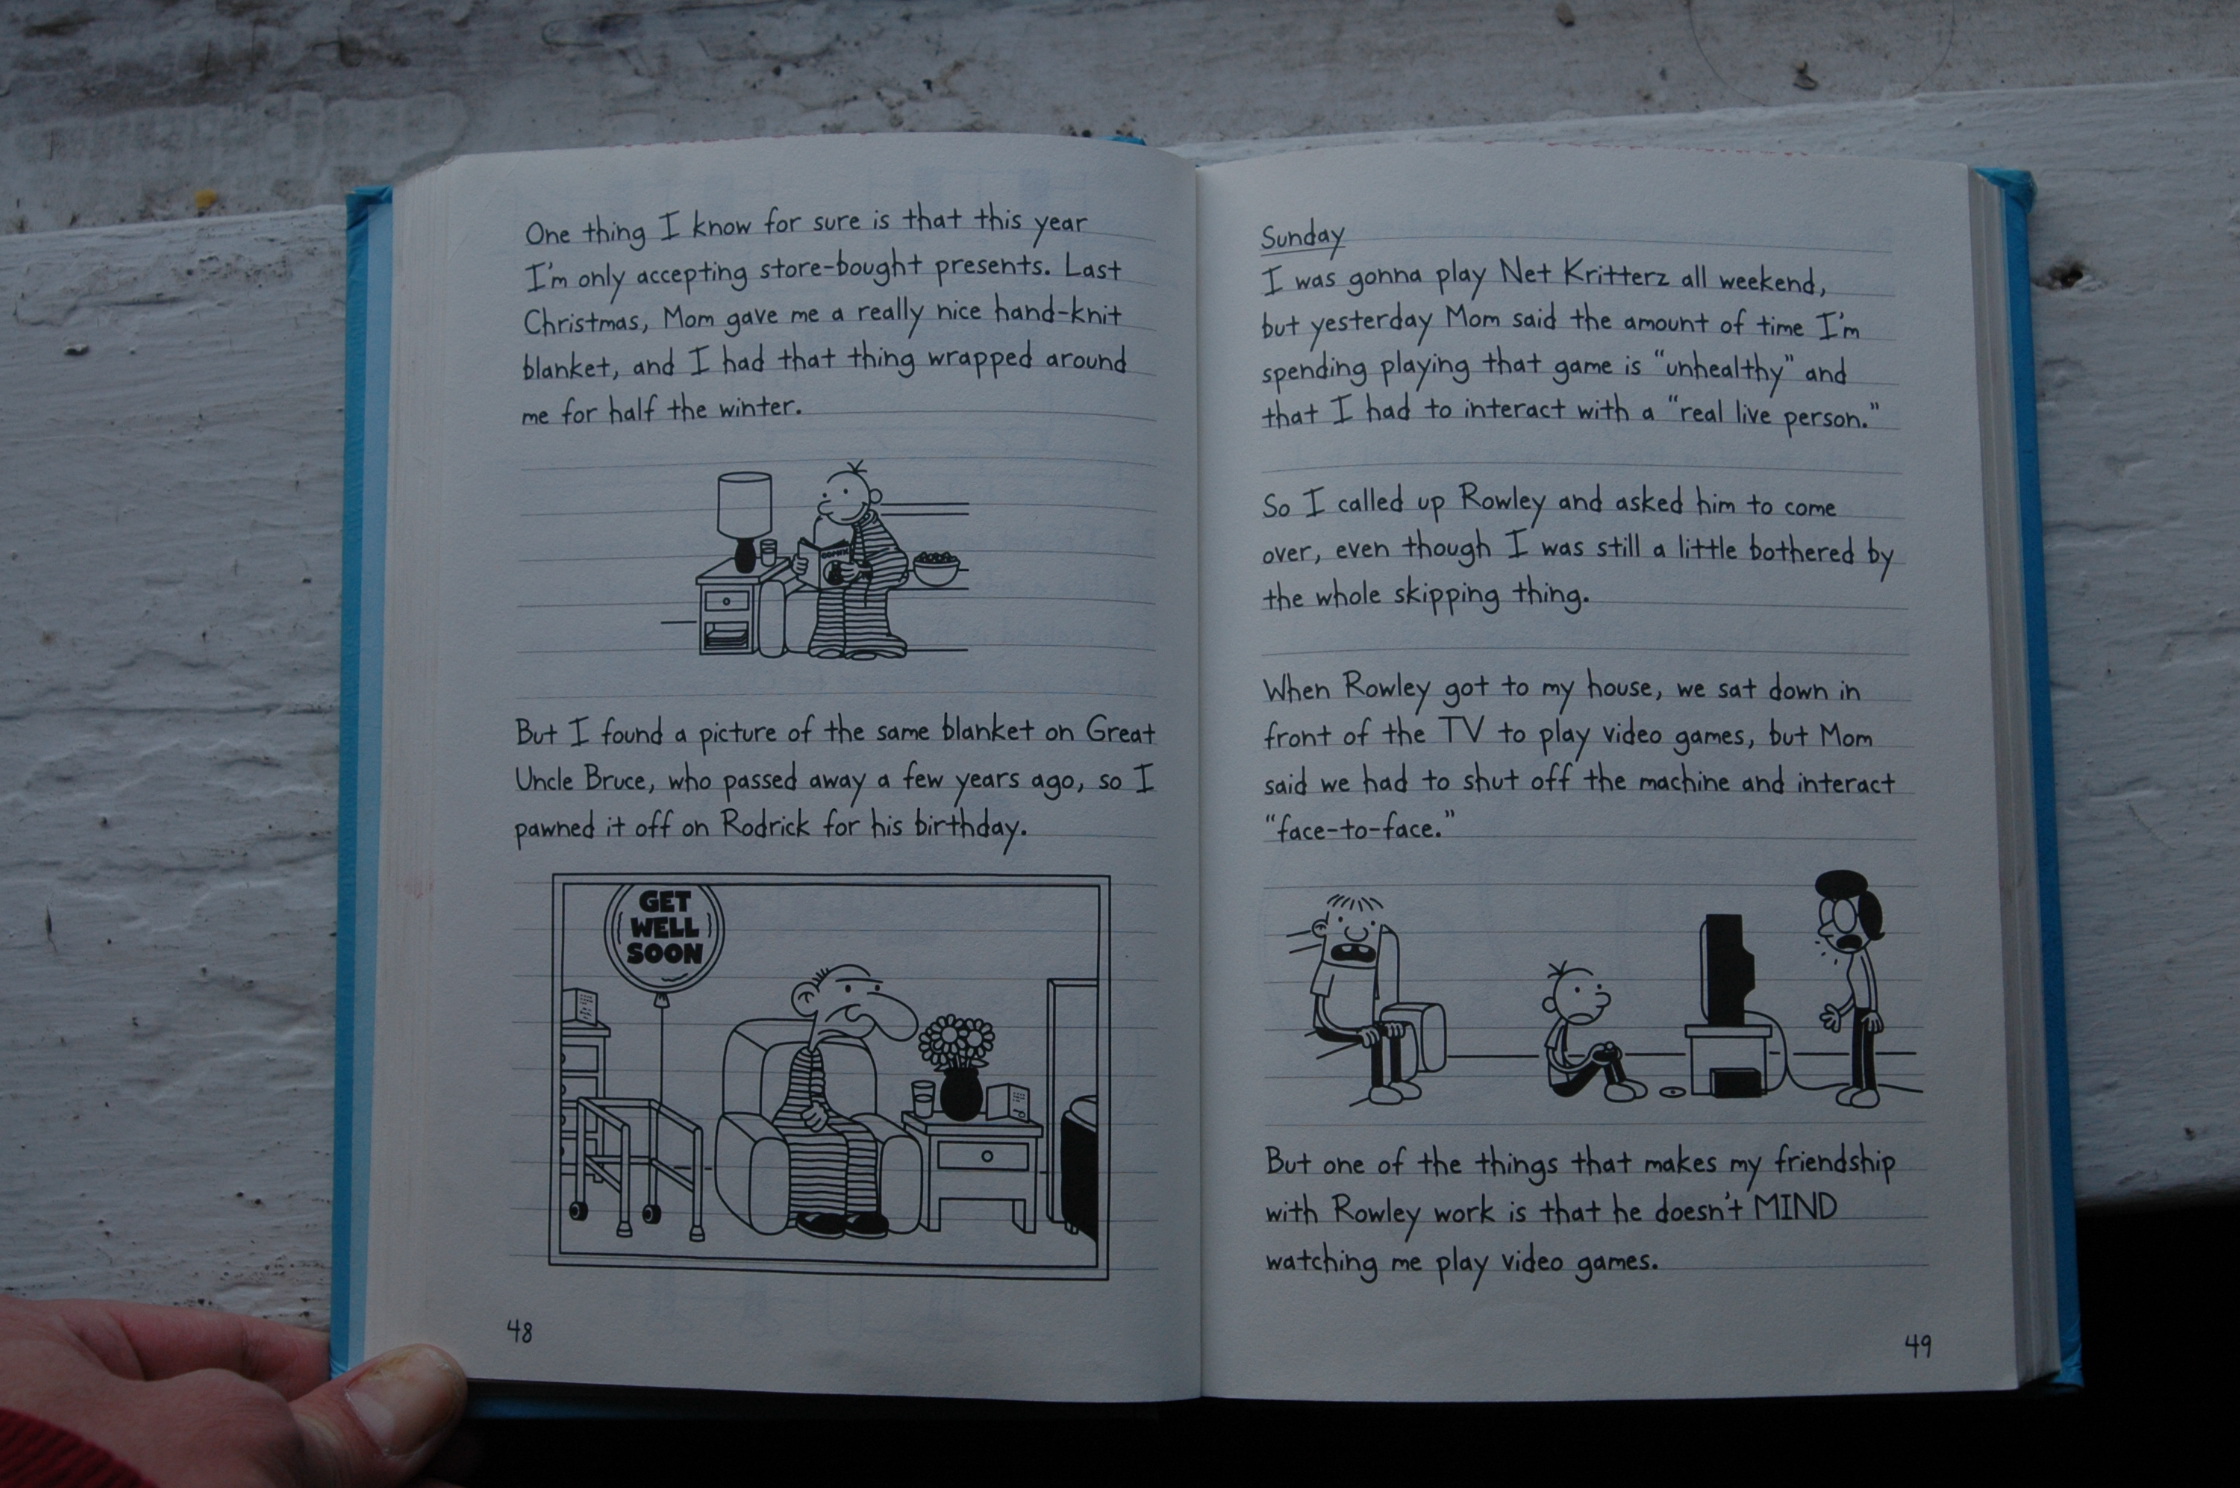 One thing I know for sure is that this year
I'm only accepting store-bought presents. Last
Christmas, Mom gave me a really nice hand-knit
blanket, and I had that thing wrapped around
me for half the winter.
But I found a picture of the same blanket on Great
Uncle Bruce, who passed away a few years ago, so I
pawned it off on Rodrick for his birthday.
GET
WELL
SOON
48
Sunday
I was gonna play Net Kritterz all weekend,
but yesterday Mom said the amount of time I'm
spending playing that game is "unhealthy" and
that I had to interact with a "real live person."
So I called up Rowley and asked him to come
over, even though I was still a little bothered by
the whole skipping thing.
When Rowley got to my house, we sat down in
front of the TV to play video games, but Mom
said we had to shut off the machine and interact
"face-to-face."
But one of the things that makes my friendship
with Rowley work is that he doesn't MIND
watching me play video games.
49